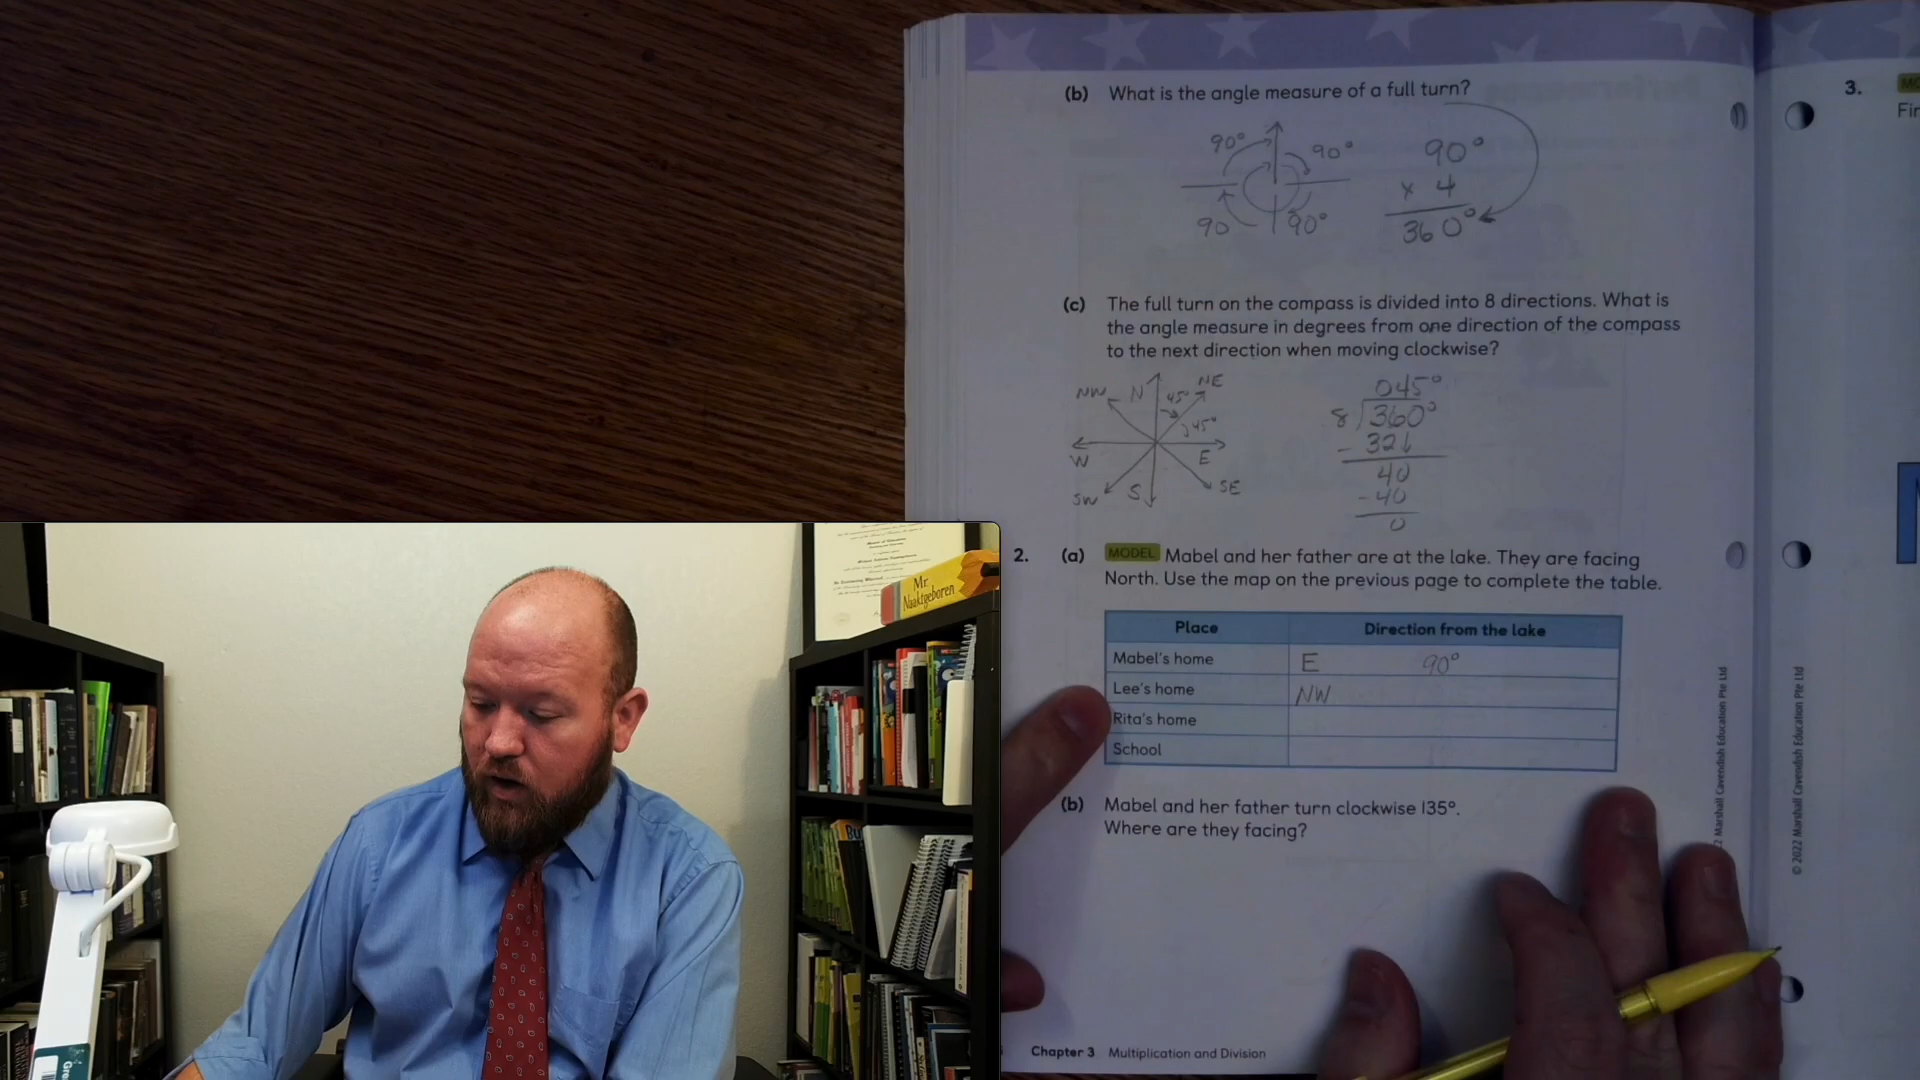 (b) What is the angle measure of a full turn?
90° 90° 90°
x 4
90 90° 360°
(c) The full turn on the compass is divided into 8 directions. What is
the angle measure in degrees from one direction of the compass
to the next direction when moving clockwise?
NW N 45° NE
45°
W E
SW S SE
045°
8 360°
- 32
40
- 40
0
2. (a) MODEL Mabel and her father are at the lake. They are facing
North. Use the map on the previous page to complete the table.
Place Direction from the lake
Mabel's home E 90°
Lee's home NW
Rita's home
School
(b) Mabel and her father turn clockwise 135°.
Where are they facing?
Chapter 3 Multiplication and Division
Marshall Cavendish Education Pte Ltd
3.
© 2022 Marshall Cavendish Education Pte Ltd
Mr.
Naaktgeboren